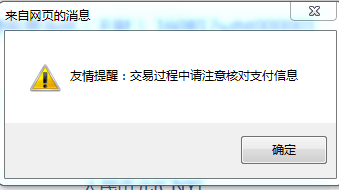 来自网页的消息
友情提醒：交易过程中请注意核对支付信息
确定